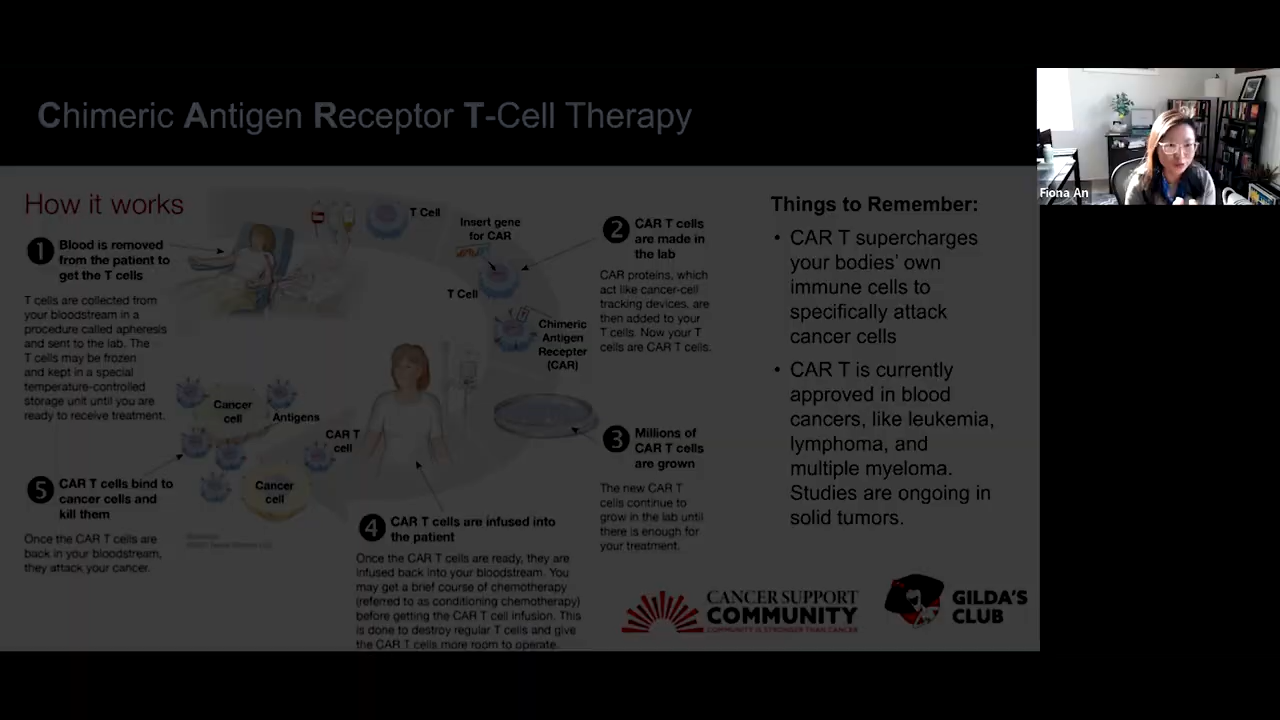 Chimeric Antigen Receptor T-Cell Therapy
Fiona An
How it works
1
Blood is removed
from the patient to
get the T cells
T cells are collected from
your bloodstream in a
procedure called apheresis
and sent to the lab. The
T cells may be frozen
and kept in a special
temperature-controlled
storage unit until you are
ready to receive treatment.
T Cell
Insert gene
for CAR
T Cell
Chimeric
Antigen
Recepter
(CAR)
2
CAR T cells
are made in
the lab
CAR proteins, which
act like cancer-cell
tracking devices, are
then added to your
T cells. Now your T
cells are CAR T cells.
3
Millions of
CAR T cells
are grown
The new CAR T
cells continue to
grow in the lab until
there is enough for
your treatment.
4
CAR T cells are infused into
the patient
Once the CAR T cells are ready, they are
infused back into your bloodstream. You
may get a brief course of chemotherapy
(referred to as conditioning chemotherapy)
before getting the CAR T cell infusion. This
is done to destroy regular T cells and give
the CAR T cells more room to operate.
Cancer
cell
Antigens
CAR T
cell
Cancer
cell
5
CAR T cells bind to
cancer cells and
kill them
Once the CAR T cells are
back in your bloodstream,
they attack your cancer.
Things to Remember:
• CAR T supercharges
your bodies’ own
immune cells to
specifically attack
cancer cells
• CAR T is currently
approved in blood
cancers, like leukemia,
lymphoma, and
multiple myeloma.
Studies are ongoing in
solid tumors.
CANCER SUPPORT
COMMUNITY
COMMUNITY IS STRONGER THAN CANCER
GILDA’S
CLUB